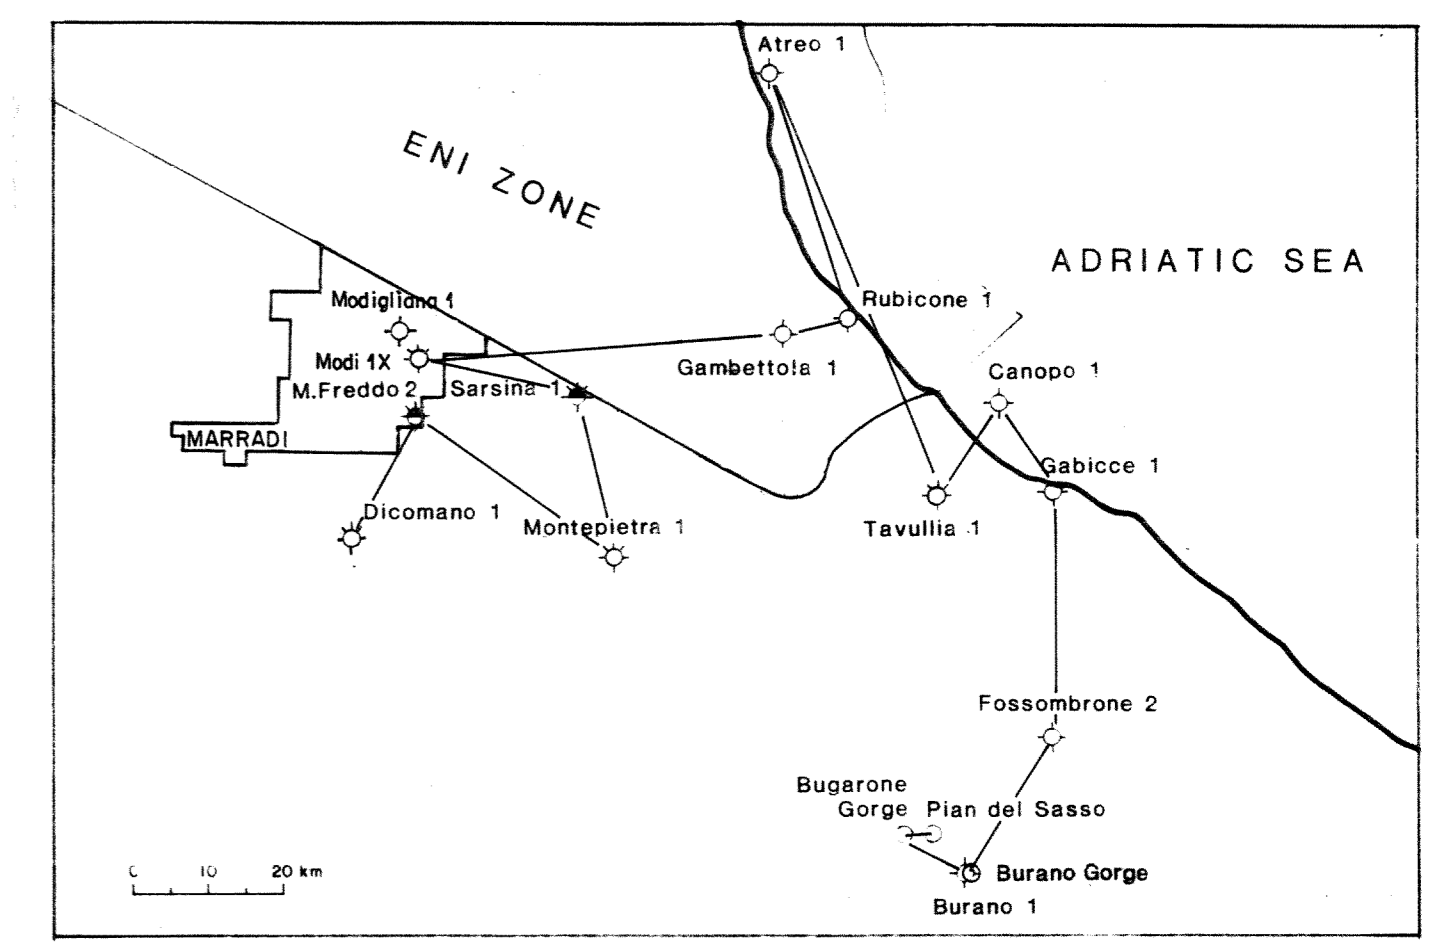 Atreo 1
ENI ZONE
ADRIATIC SEA
Modigliana 1
Rubicone 1
Modi 1X
Gambettola 1
Canopo 1
M.Freddo 2
Sarsina 1
MARRADI
Gabicce 1
Dicomano 1
Montepietra 1
Tavullia 1
Fossombrone 2
Bugarone
Gorge
Pian del Sasso
0 10 20 km
Burano Gorge
Burano 1